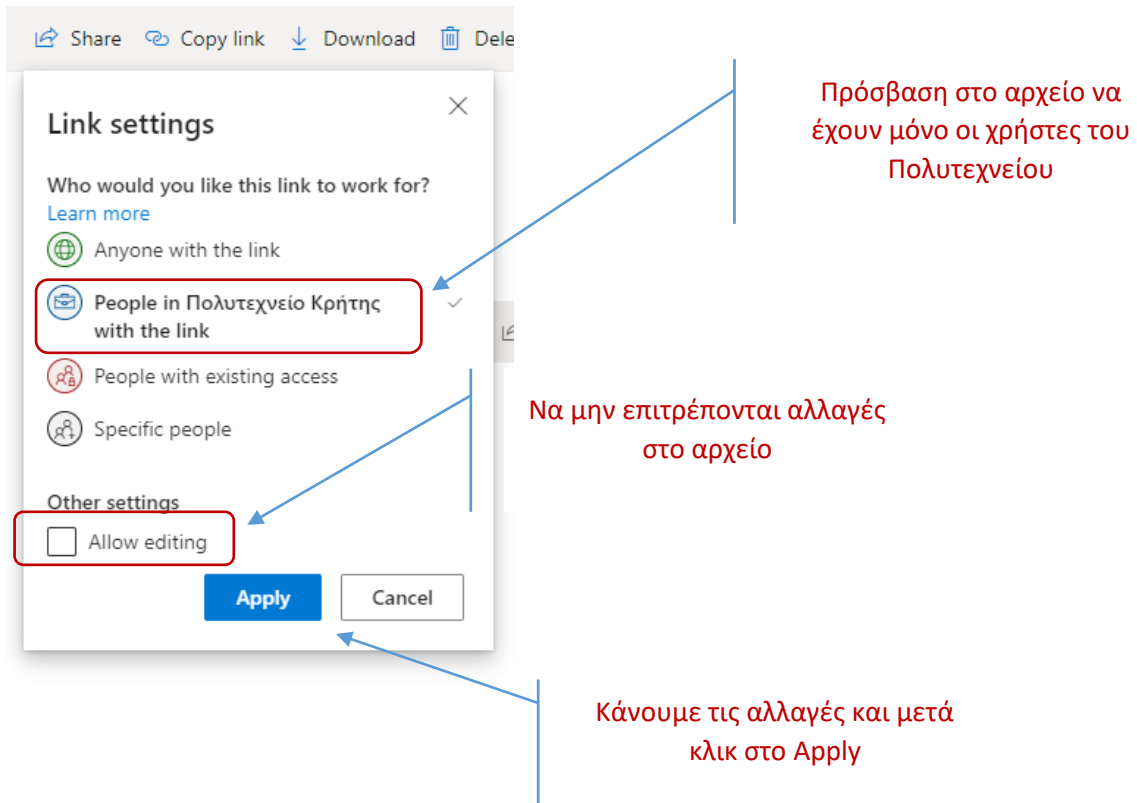 Share Copy link Download Dele
Link settings
Who would you like this link to work for?
Learn more
Anyone with the link
People in Πολυτεχνείο Κρήτης
with the link
People with existing access
Specific people
Other settings
Allow editing
Apply Cancel
Πρόσβαση στο αρχείο να
έχουν μόνο οι χρήστες του
Πολυτεχνείου
Να μην επιτρέπονται αλλαγές
στο αρχείο
Κάνουμε τις αλλαγές και μετά
κλικ στο Apply